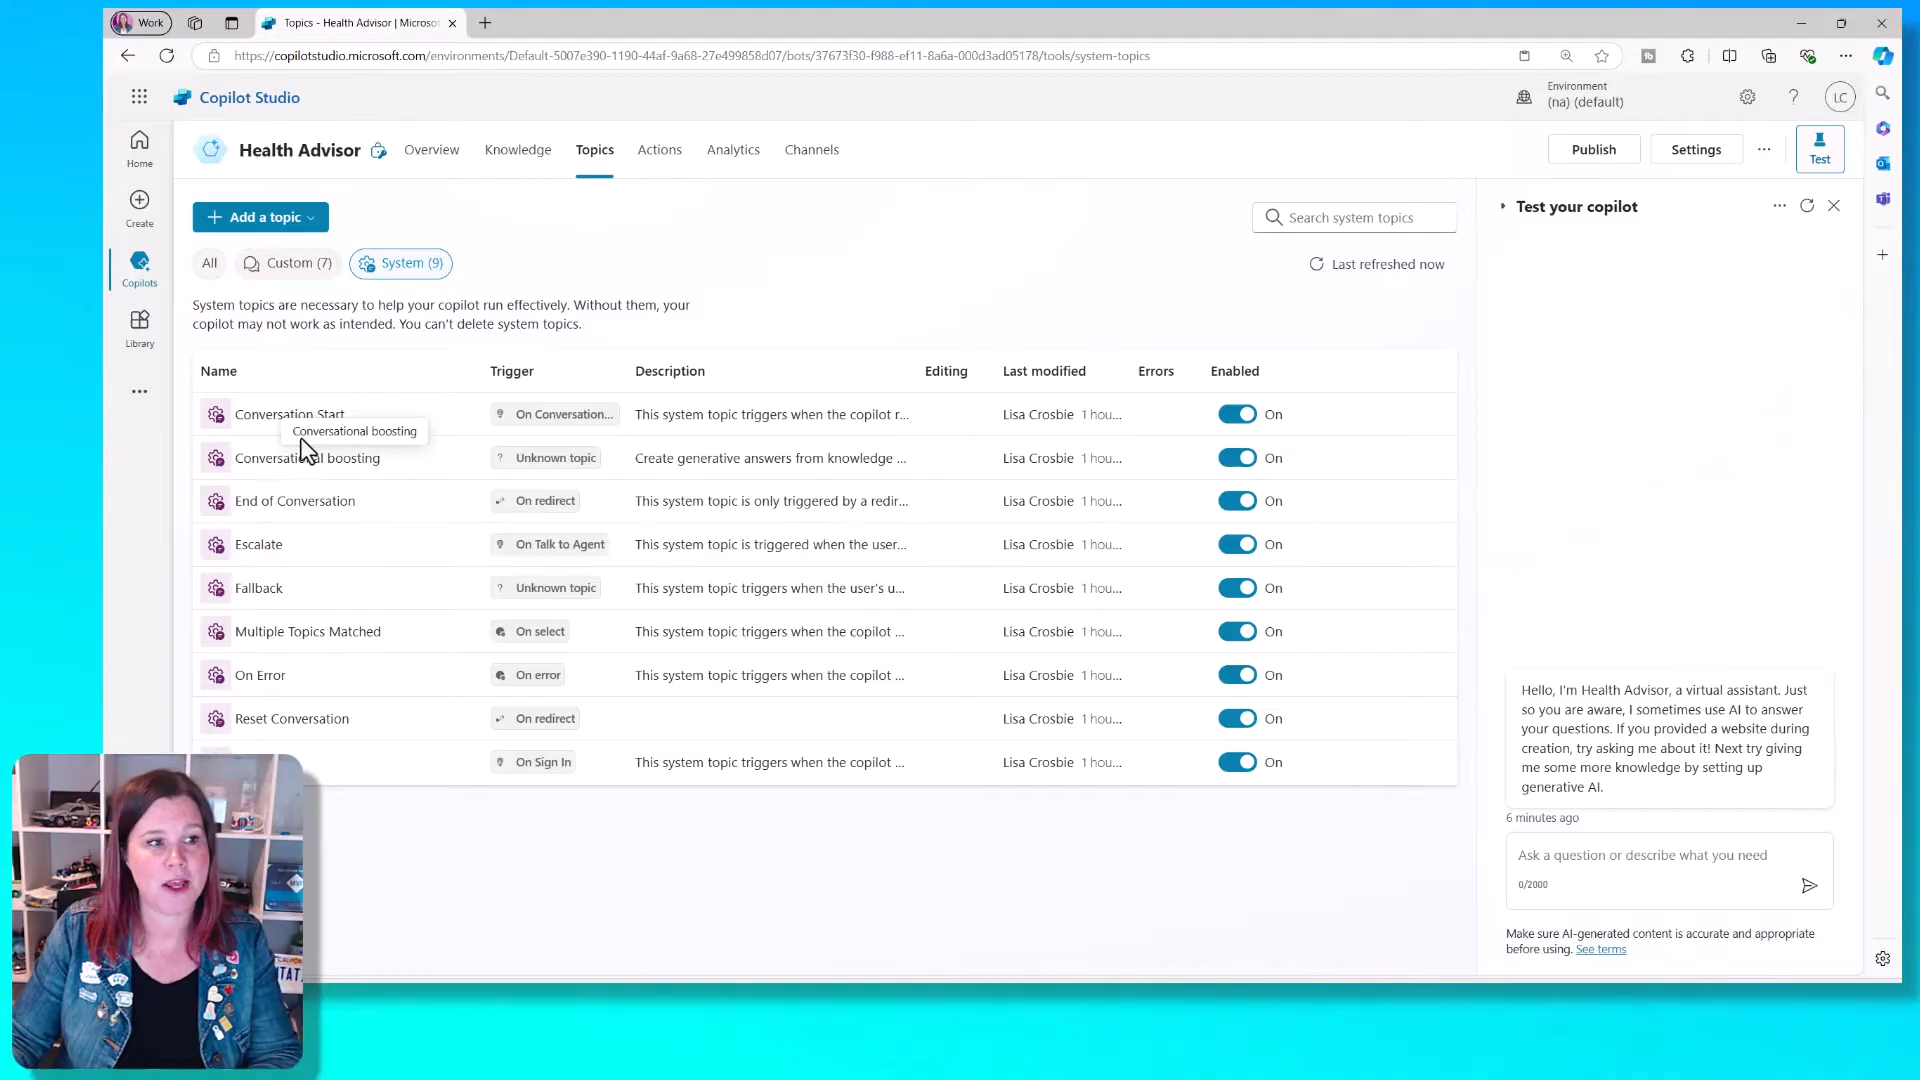 Work
Topics - Health Advisor | Microsof
https://copilotstudio.microsoft.com/environments/Default-5007e390-1190-44af-9a68-27e499858d07/bots/37673f30-f988-ef11-8a6a-000d3ad05178/tools/system-topics
Copilot Studio
Environment
(na) (default)
LC
Home
Create
Copilots
Library
Health Advisor
Overview
Knowledge
Topics
Actions
Analytics
Channels
Publish
Settings
Test
Add a topic
Search system topics
All
Custom (7)
System (9)
Last refreshed now
System topics are necessary to help your copilot run effectively. Without them, your
copilot may not work as intended. You can't delete system topics.
Name Trigger Description Editing Last modified Errors Enabled
Conversation Start On Conversation... This system topic triggers when the copilot r... Lisa Crosbie 1 hou... On
Conversational boosting
Conversational boosting Unknown topic Create generative answers from knowledge ... Lisa Crosbie 1 hou... On
End of Conversation On redirect This system topic is only triggered by a redir... Lisa Crosbie 1 hou... On
Escalate On Talk to Agent This system topic is triggered when the user... Lisa Crosbie 1 hou... On
Fallback Unknown topic This system topic triggers when the user's u... Lisa Crosbie 1 hou... On
Multiple Topics Matched On select This system topic triggers when the copilot ... Lisa Crosbie 1 hou... On
On Error On error This system topic triggers when the copilot ... Lisa Crosbie 1 hou... On
Reset Conversation On redirect Lisa Crosbie 1 hou... On
On Sign In This system topic triggers when the copilot ... Lisa Crosbie 1 hou... On
Test your copilot
Hello, I'm Health Advisor, a virtual assistant. Just
so you are aware, I sometimes use AI to answer
your questions. If you provided a website during
creation, try asking me about it! Next try giving
me some more knowledge by setting up
generative AI.
6 minutes ago
Ask a question or describe what you need
0/2000
Make sure AI-generated content is accurate and appropriate
before using. See terms